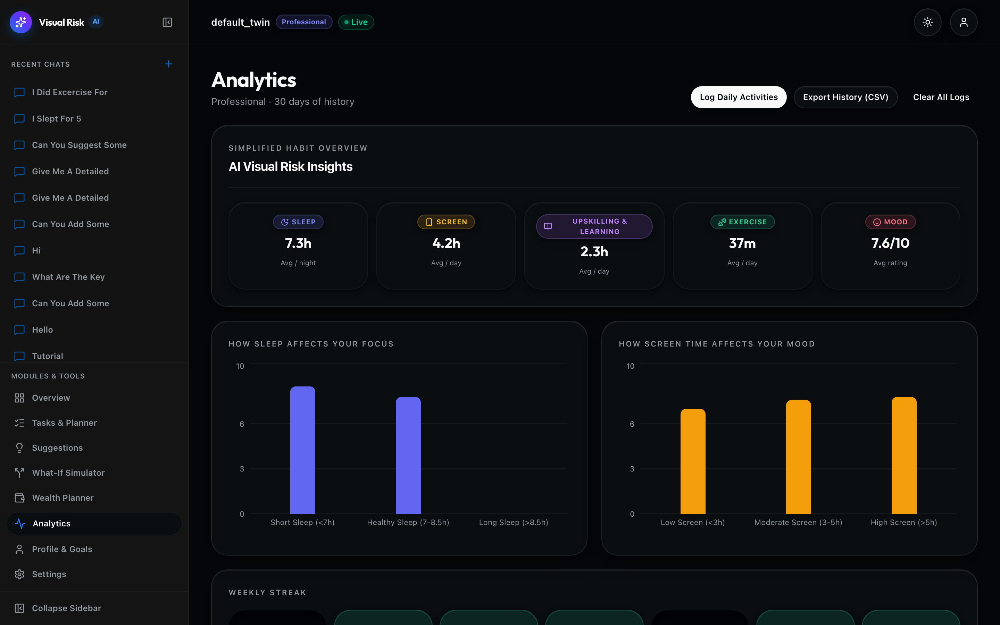 Visual Risk AI
RECENT CHATS
I Did Excercise For
I Slept For 5
Can You Suggest Some
Give Me A Detailed
Give Me A Detailed
Can You Add Some
Hi
What Are The Key
Can You Add Some
Hello
Tutorial
MODULES & TOOLS
Overview
Tasks & Planner
Suggestions
What-If Simulator
Wealth Planner
Analytics
Profile & Goals
Settings
Collapse Sidebar
default_twin Professional Live
Analytics
Professional · 30 days of history
Log Daily Activities Export History (CSV) Clear All Logs
SIMPLIFIED HABIT OVERVIEW
AI Visual Risk Insights
SLEEP
7.3h
Avg / night
SCREEN
4.2h
Avg / day
UPSKILLING &
LEARNING
2.3h
Avg / day
EXERCISE
37m
Avg / day
MOOD
7.6/10
Avg rating
HOW SLEEP AFFECTS YOUR FOCUS
10
6
3
0
Short Sleep (<7h) Healthy Sleep (7-8.5h) Long Sleep (>8.5h)
HOW SCREEN TIME AFFECTS YOUR MOOD
10
6
3
0
Low Screen (<3h) Moderate Screen (3-5h) High Screen (>5h)
WEEKLY STREAK